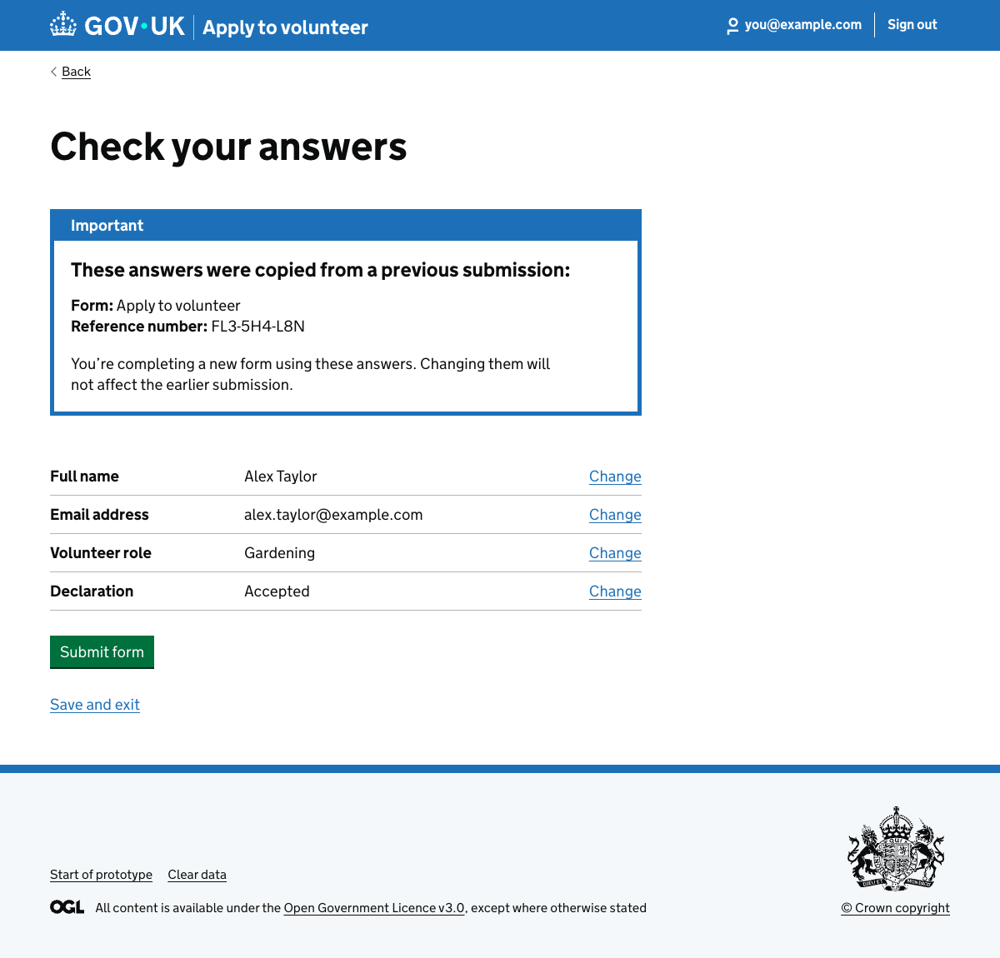 GOV·UK Apply to volunteer you@example.com Sign out
Back
Check your answers
Important
These answers were copied from a previous submission:
Form: Apply to volunteer
Reference number: FL3-5H4-L8N
You’re completing a new form using these answers. Changing them will
not affect the earlier submission.
Full name Alex Taylor Change
Email address alex.taylor@example.com Change
Volunteer role Gardening Change
Declaration Accepted Change
Submit form
Save and exit
Start of prototype Clear data
OGL All content is available under the Open Government Licence v3.0, except where otherwise stated
© Crown copyright